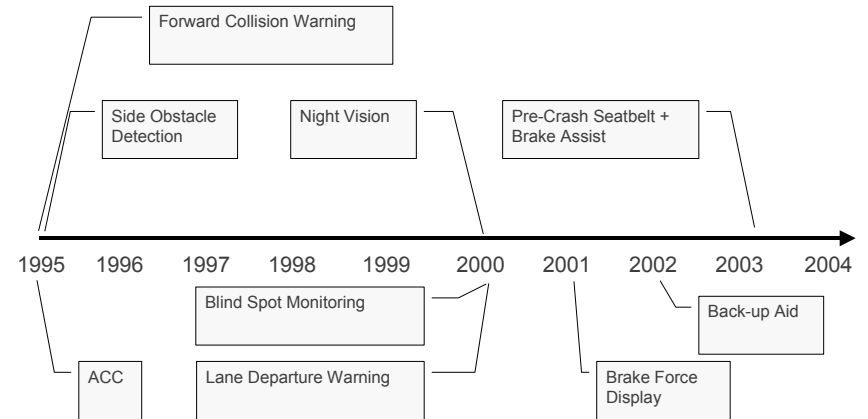 Forward Collision Warning
Side Obstacle
Detection
Night Vision
Pre-Crash Seatbelt +
Brake Assist
1995 1996 1997 1998 1999 2000 2001 2002 2003 2004
Blind Spot Monitoring
Back-up Aid
ACC
Lane Departure Warning
Brake Force
Display